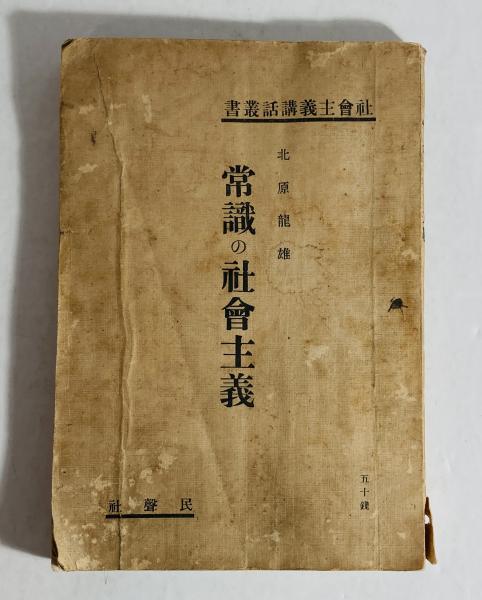 社會主義講話叢書
北原龍雄
常識の社會主義
五十錢
民聲社